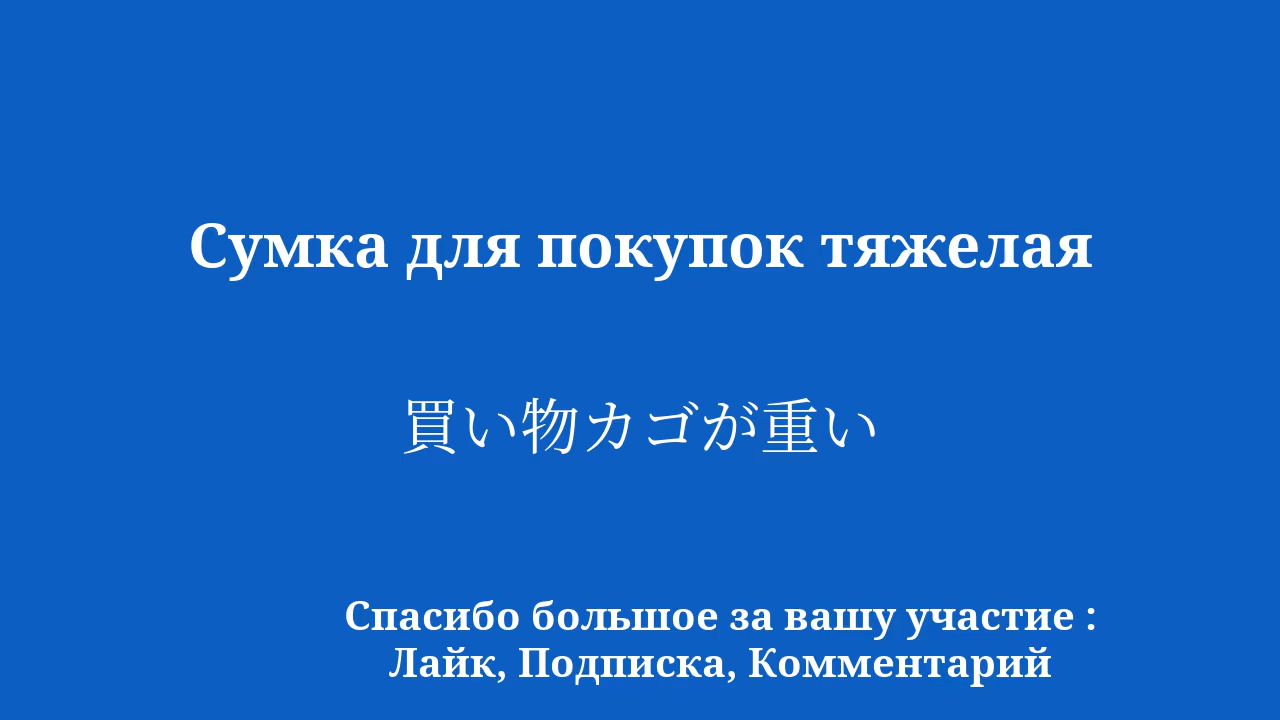 Сумка для покупок тяжелая
買い物カゴが重い
Спасибо большое за вашу участие :
Лайк, Подписка, Комментарий